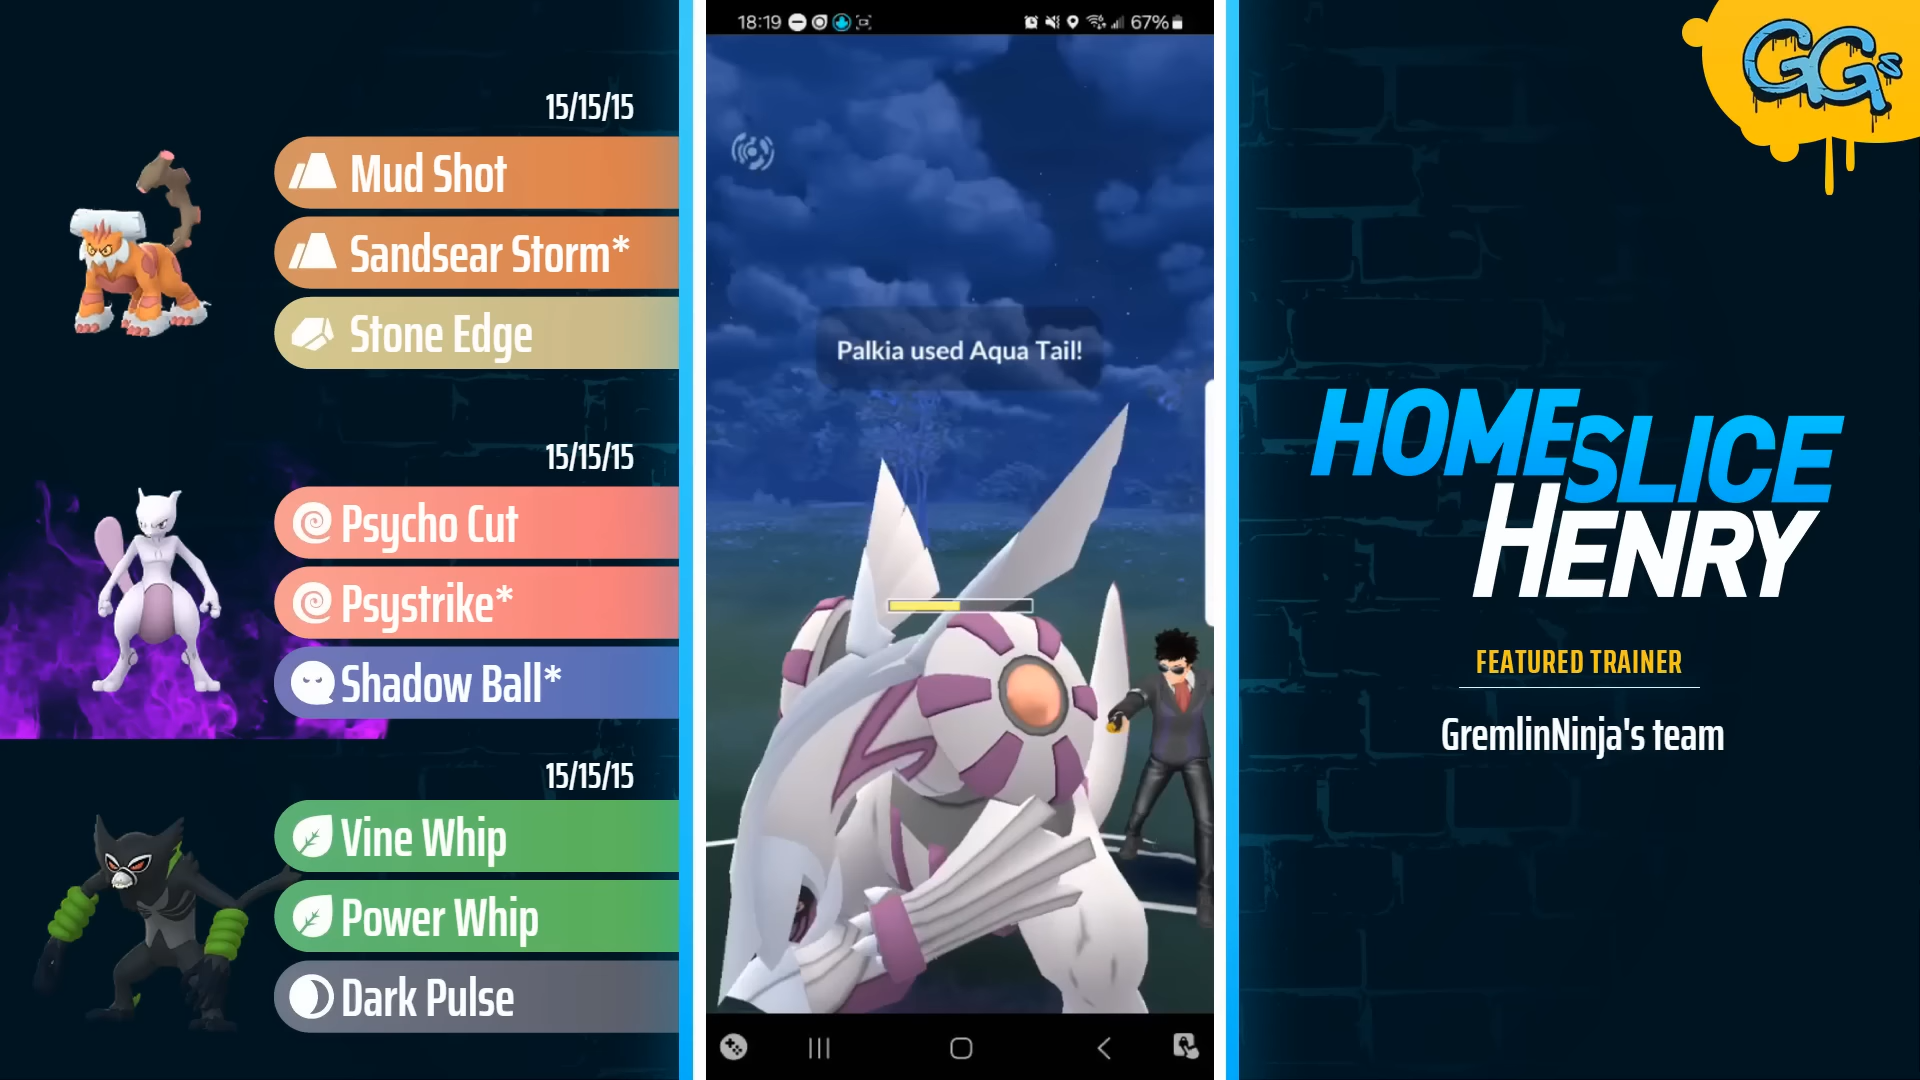 15/15/15
Mud Shot
Sandsear Storm*
Stone Edge
15/15/15
Psycho Cut
Psystrike*
Shadow Ball*
15/15/15
Vine Whip
Power Whip
Dark Pulse
18:19
67%
Palkia used Aqua Tail!
GGs
HOMESLICE
HENRY
FEATURED TRAINER
GremlinNinja's team